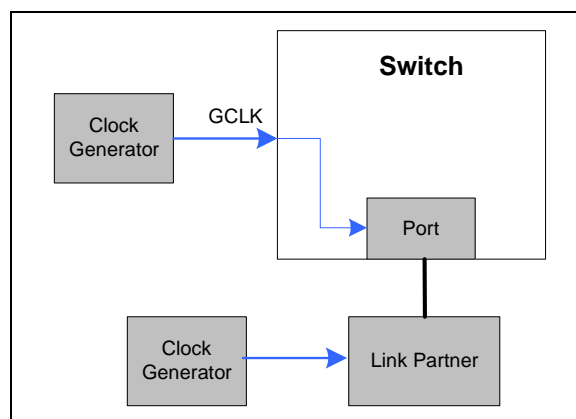 Switch
Clock
Generator
GCLK
Port
Clock
Generator
Link Partner